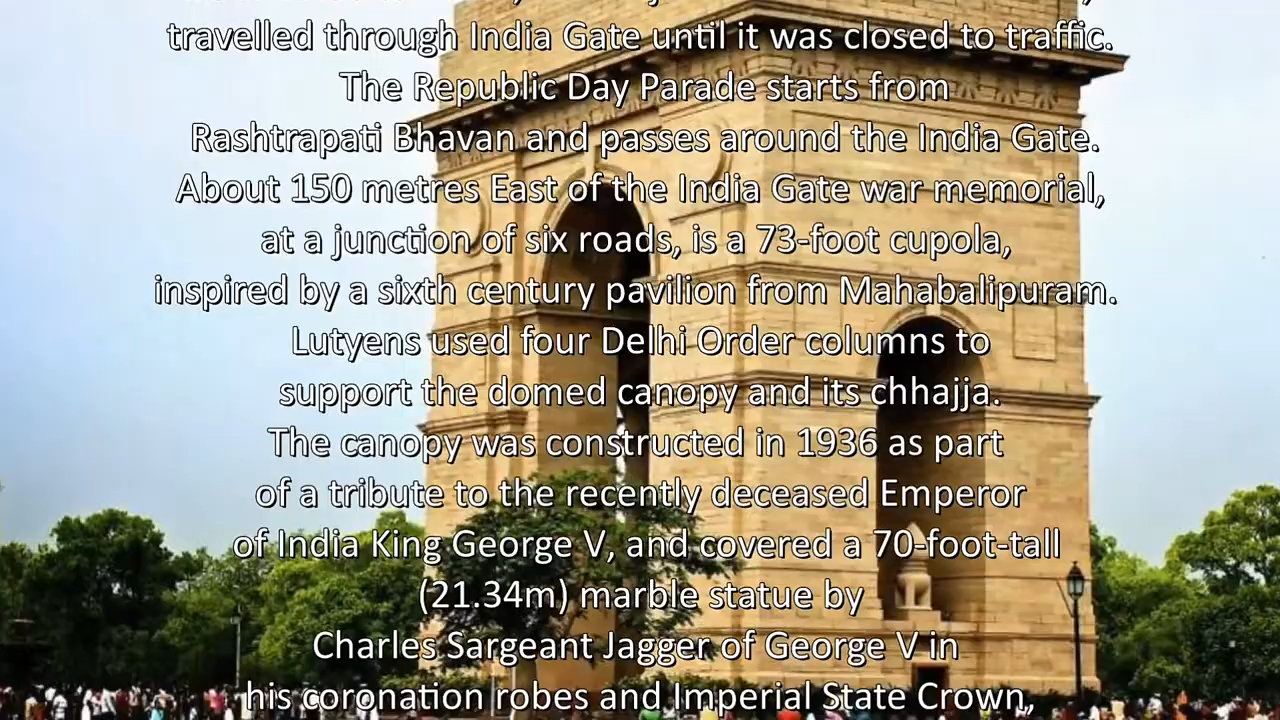 travelled through India Gate until it was closed to traffic.
The Republic Day Parade starts from
Rashtrapati Bhavan and passes around the India Gate.
About 150 metres East of the India Gate war memorial,
at a junction of six roads, is a 73-foot cupola,
inspired by a sixth century pavilion from Mahabalipuram.
Lutyens used four Delhi Order columns to
support the domed canopy and its chhajja.
The canopy was constructed in 1936 as part
of a tribute to the recently deceased Emperor
of India King George V, and covered a 70-foot-tall
(21.34m) marble statue by
Charles Sargeant Jagger of George V in
his coronation robes and Imperial State Crown,